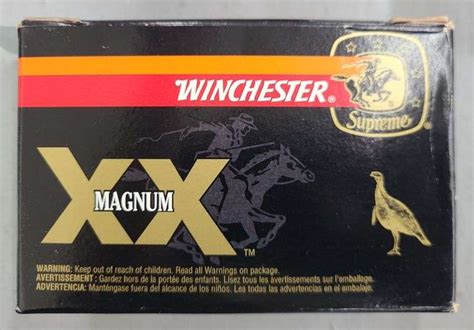 WINCHESTER®
Supreme®
XX
MAGNUM
™
WARNING: Keep out of reach of children. Read all Warnings on package.
AVERTISSEMENT: Gardez hors de la portée des enfants. Lisez tous les avertissements sur l'emballage.
ADVERTENCIA: Manténgase fuera del alcance de los niños. Lea todas las advertencias en el embalaje.